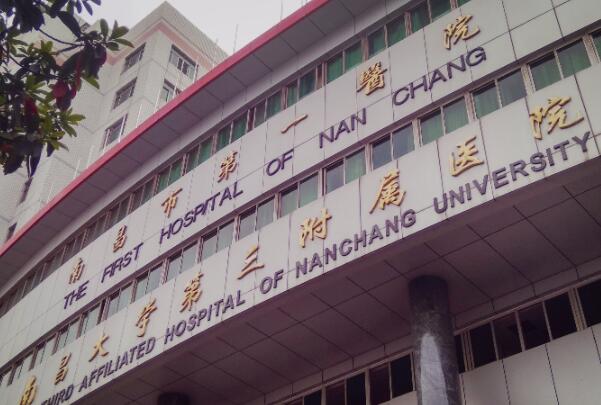 南昌市第一醫院
THE FIRST HOSPITAL OF NAN CHANG
南昌大学第三附属医院
THIRD AFFILIATED HOSPITAL OF NANCHANG UNIVERSITY